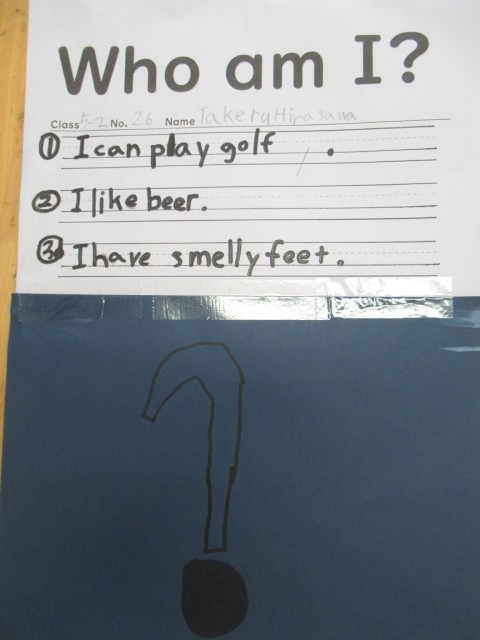 Who am I?
Class 5-2 No. 26 Name Takeru Hirasawa
① I can play golf .
② I like beer.
③ I have smelly feet.
?